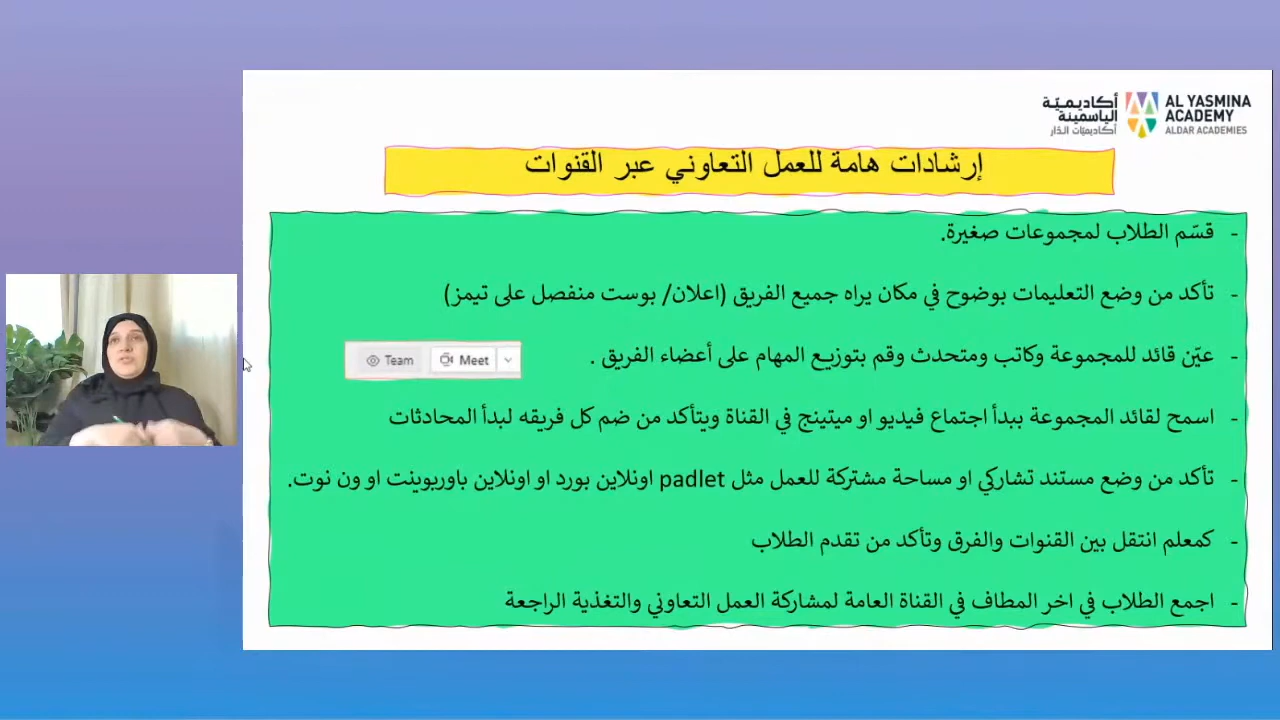 أكاديميّة
الياسمينة
أكاديميّات الدّار
AL YASMINA
ACADEMY
ALDAR ACADEMIES
إرشادات هامة للعمل التعاوني عبر القنوات
- قسّم الطلاب لمجموعات صغيرة.
- تأكد من وضع التعليمات بوضوح في مكان يراه جميع الفريق (اعلان/ بوست منفصل على تيمز)
- عيّن قائد للمجموعة وكاتب ومتحدث وقم بتوزيع المهام على أعضاء الفريق .
Team Meet
- اسمح لقائد المجموعة ببدأ اجتماع فيديو او ميتينج في القناة ويتأكد من ضم كل فريقه لبدأ المحادثات
- تأكد من وضع مستند تشاركي او مساحة مشتركة للعمل مثل padlet اونلاين بورد او اونلاين باوربوينت او ون نوت.
- كمعلم انتقل بين القنوات والفرق وتأكد من تقدم الطلاب
- اجمع الطلاب في اخر المطاف في القناة العامة لمشاركة العمل التعاوني والتغذية الراجعة